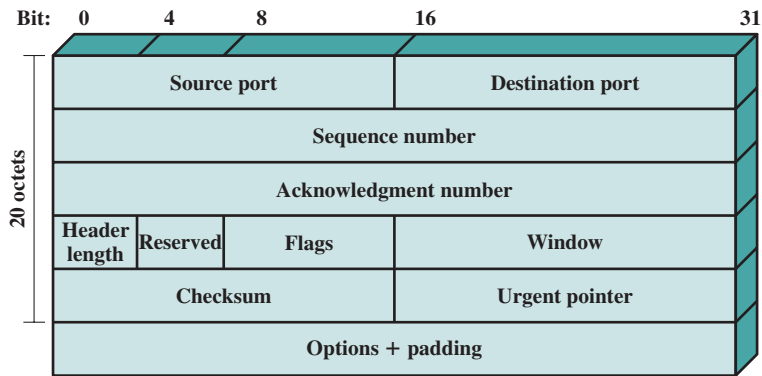 Bit: 0 4 8 16 31
Source port Destination port
Sequence number
Acknowledgment number
Header length Reserved Flags Window
Checksum Urgent pointer
Options + padding
20 octets